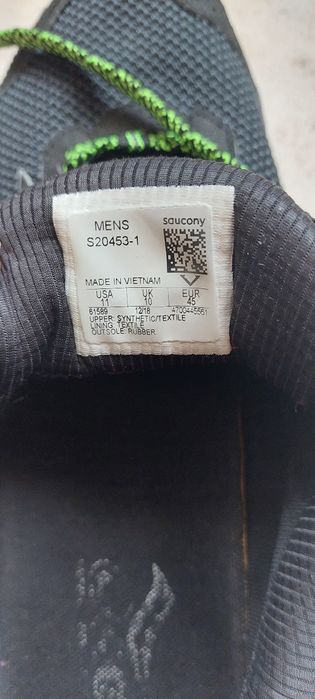 MENS
saucony
S20453-1
MADE IN VIETNAM
USA UK EUR
11 10 45
61589 12/18 4700445561
UPPER: SYNTHETIC/TEXTILE
LINING: TEXTILE
OUTSOLE: RUBBER